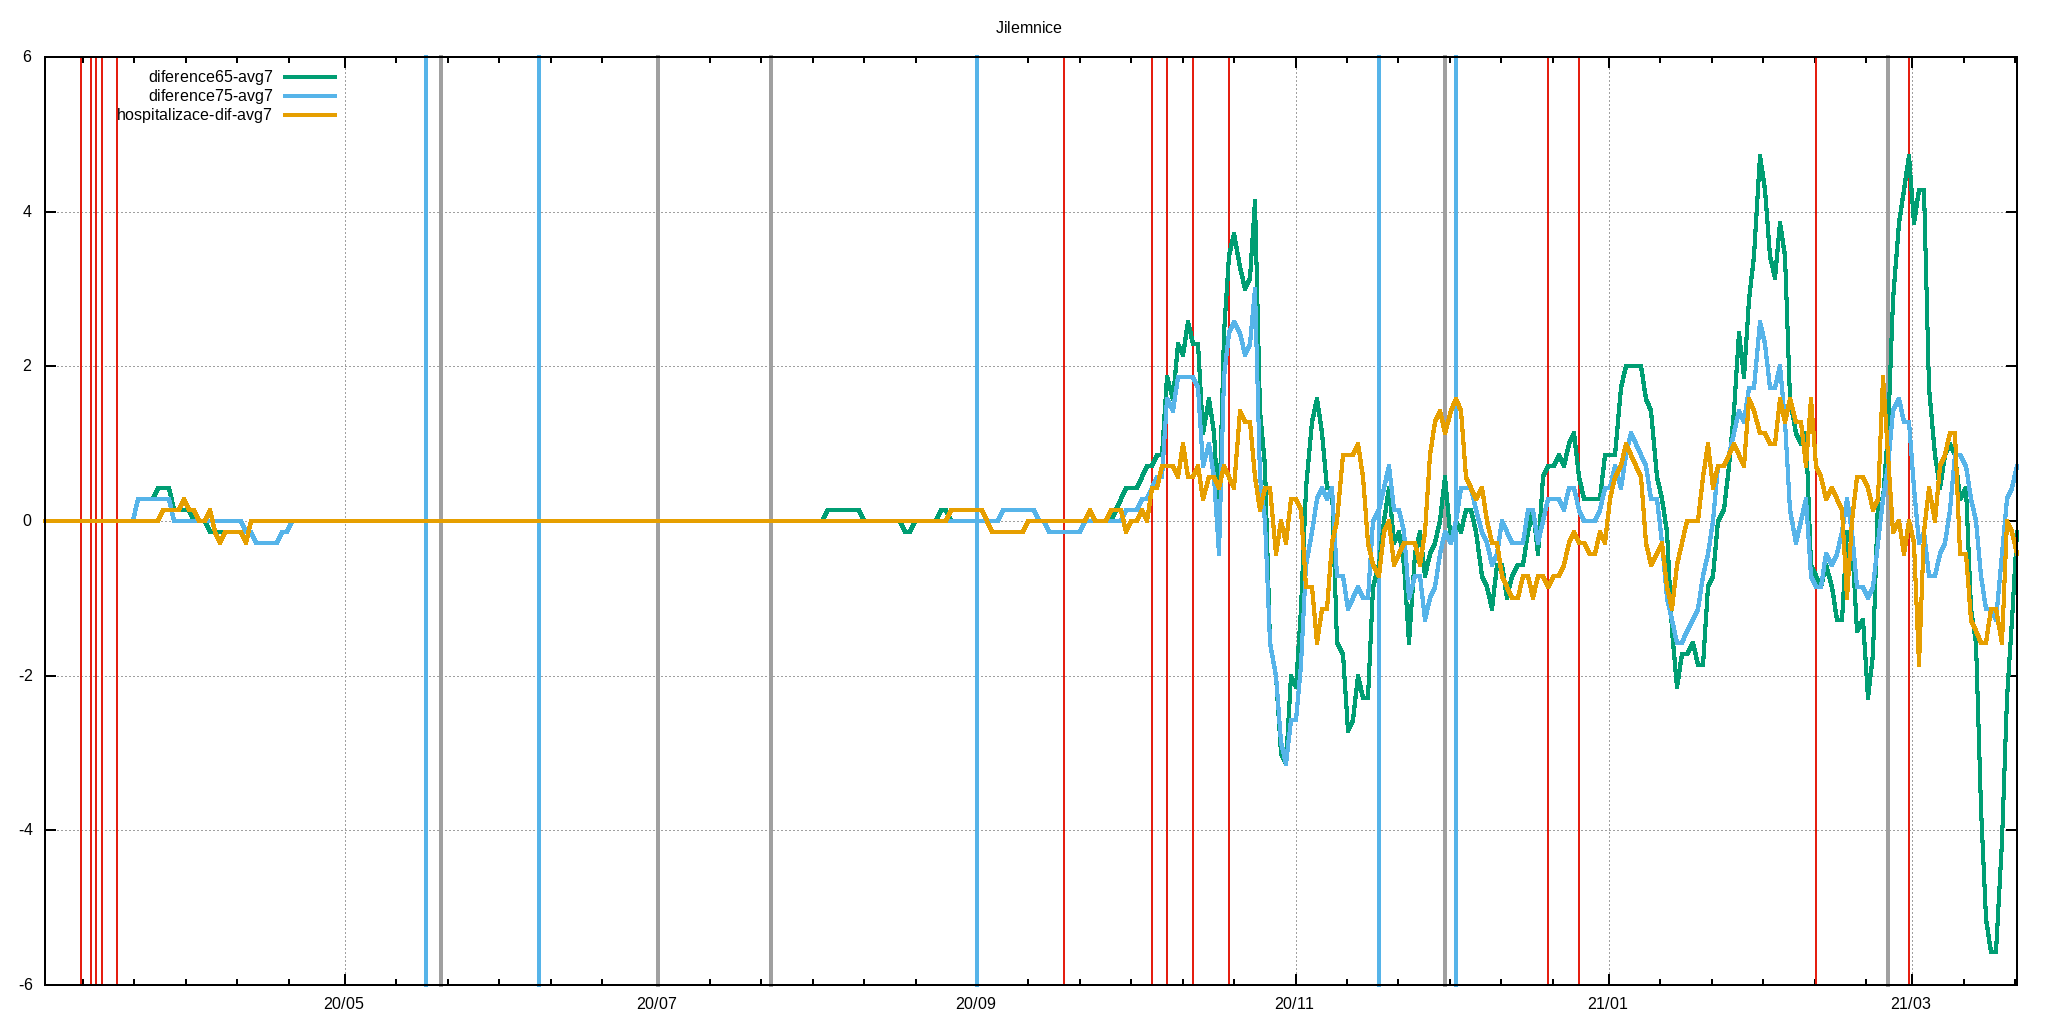 Jilemnice
6
diference65-avg7
diference75-avg7
hospitalizace-dif-avg7
4
2
0
-2
-4
-6
20/05 20/07 20/09 20/11 21/01 21/03